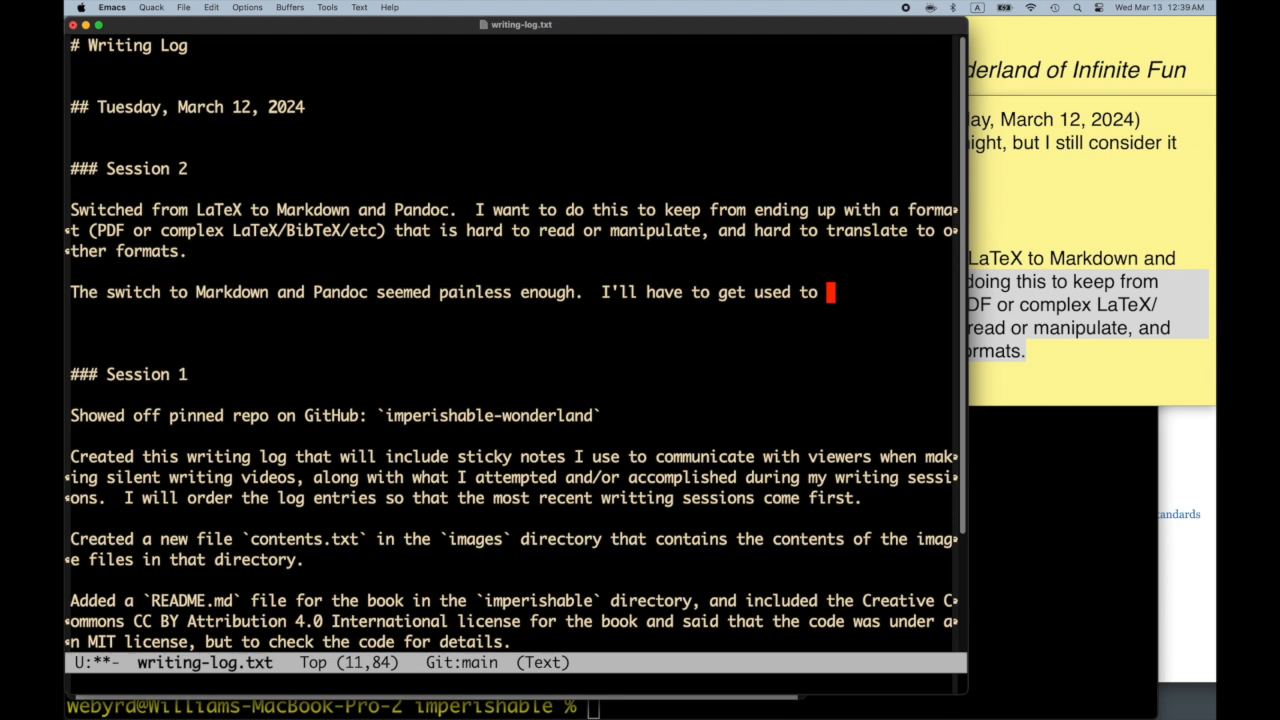 Emacs Quack File Edit Options Buffers Tools Text Help A Wed Mar 13 12:39 AM
writing-log.txt
# Writing Log
## Tuesday, March 12, 2024
### Session 2
Switched from LaTeX to Markdown and Pandoc.  I want to do this to keep from ending up with a forma
t (PDF or complex LaTeX/BibTeX/etc) that is hard to read or manipulate, and hard to translate to o
ther formats.
The switch to Markdown and Pandoc seemed painless enough.  I'll have to get used to
### Session 1
Showed off pinned repo on GitHub: `imperishable-wonderland`
Created this writing log that will include sticky notes I use to communicate with viewers when mak
ing silent writing videos, along with what I attempted and/or accomplished during my writing sessi
ons.  I will order the log entries so that the most recent writting sessions come first.
Created a new file `contents.txt` in the `images` directory that contains the contents of the imag
e files in that directory.
Added a `README.md` file for the book in the `imperishable` directory, and included the Creative C
ommons CC BY Attribution 4.0 International license for the book and said that the code was under a
n MIT license, but to check the code for details.
U:**-  writing-log.txt   Top (11,84)   Git:main  (Text)
webyrd@Williams-MacBook-Pro-2 imperishable %
derland of Infinite Fun
ay, March 12, 2024)
ight, but I still consider it
LaTeX to Markdown and
doing this to keep from
DF or complex LaTeX/
read or manipulate, and
ormats.
tandards